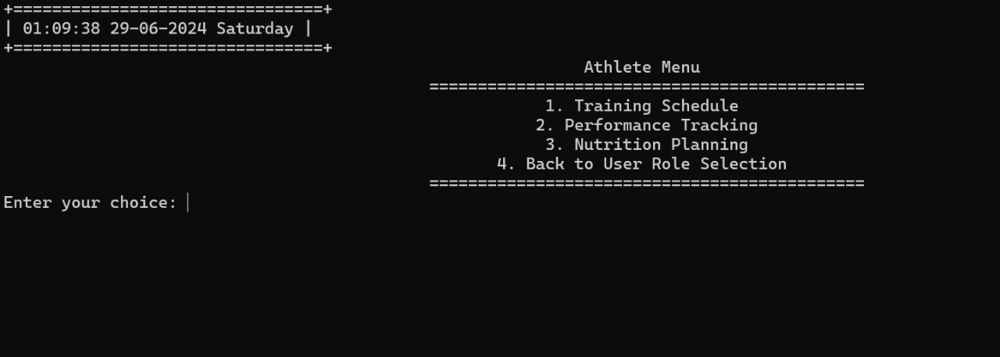 +================================+
| 01:09:38 29-06-2024 Saturday |
+================================+
Athlete Menu
=============================================
1. Training Schedule
2. Performance Tracking
3. Nutrition Planning
4. Back to User Role Selection
=============================================
Enter your choice: